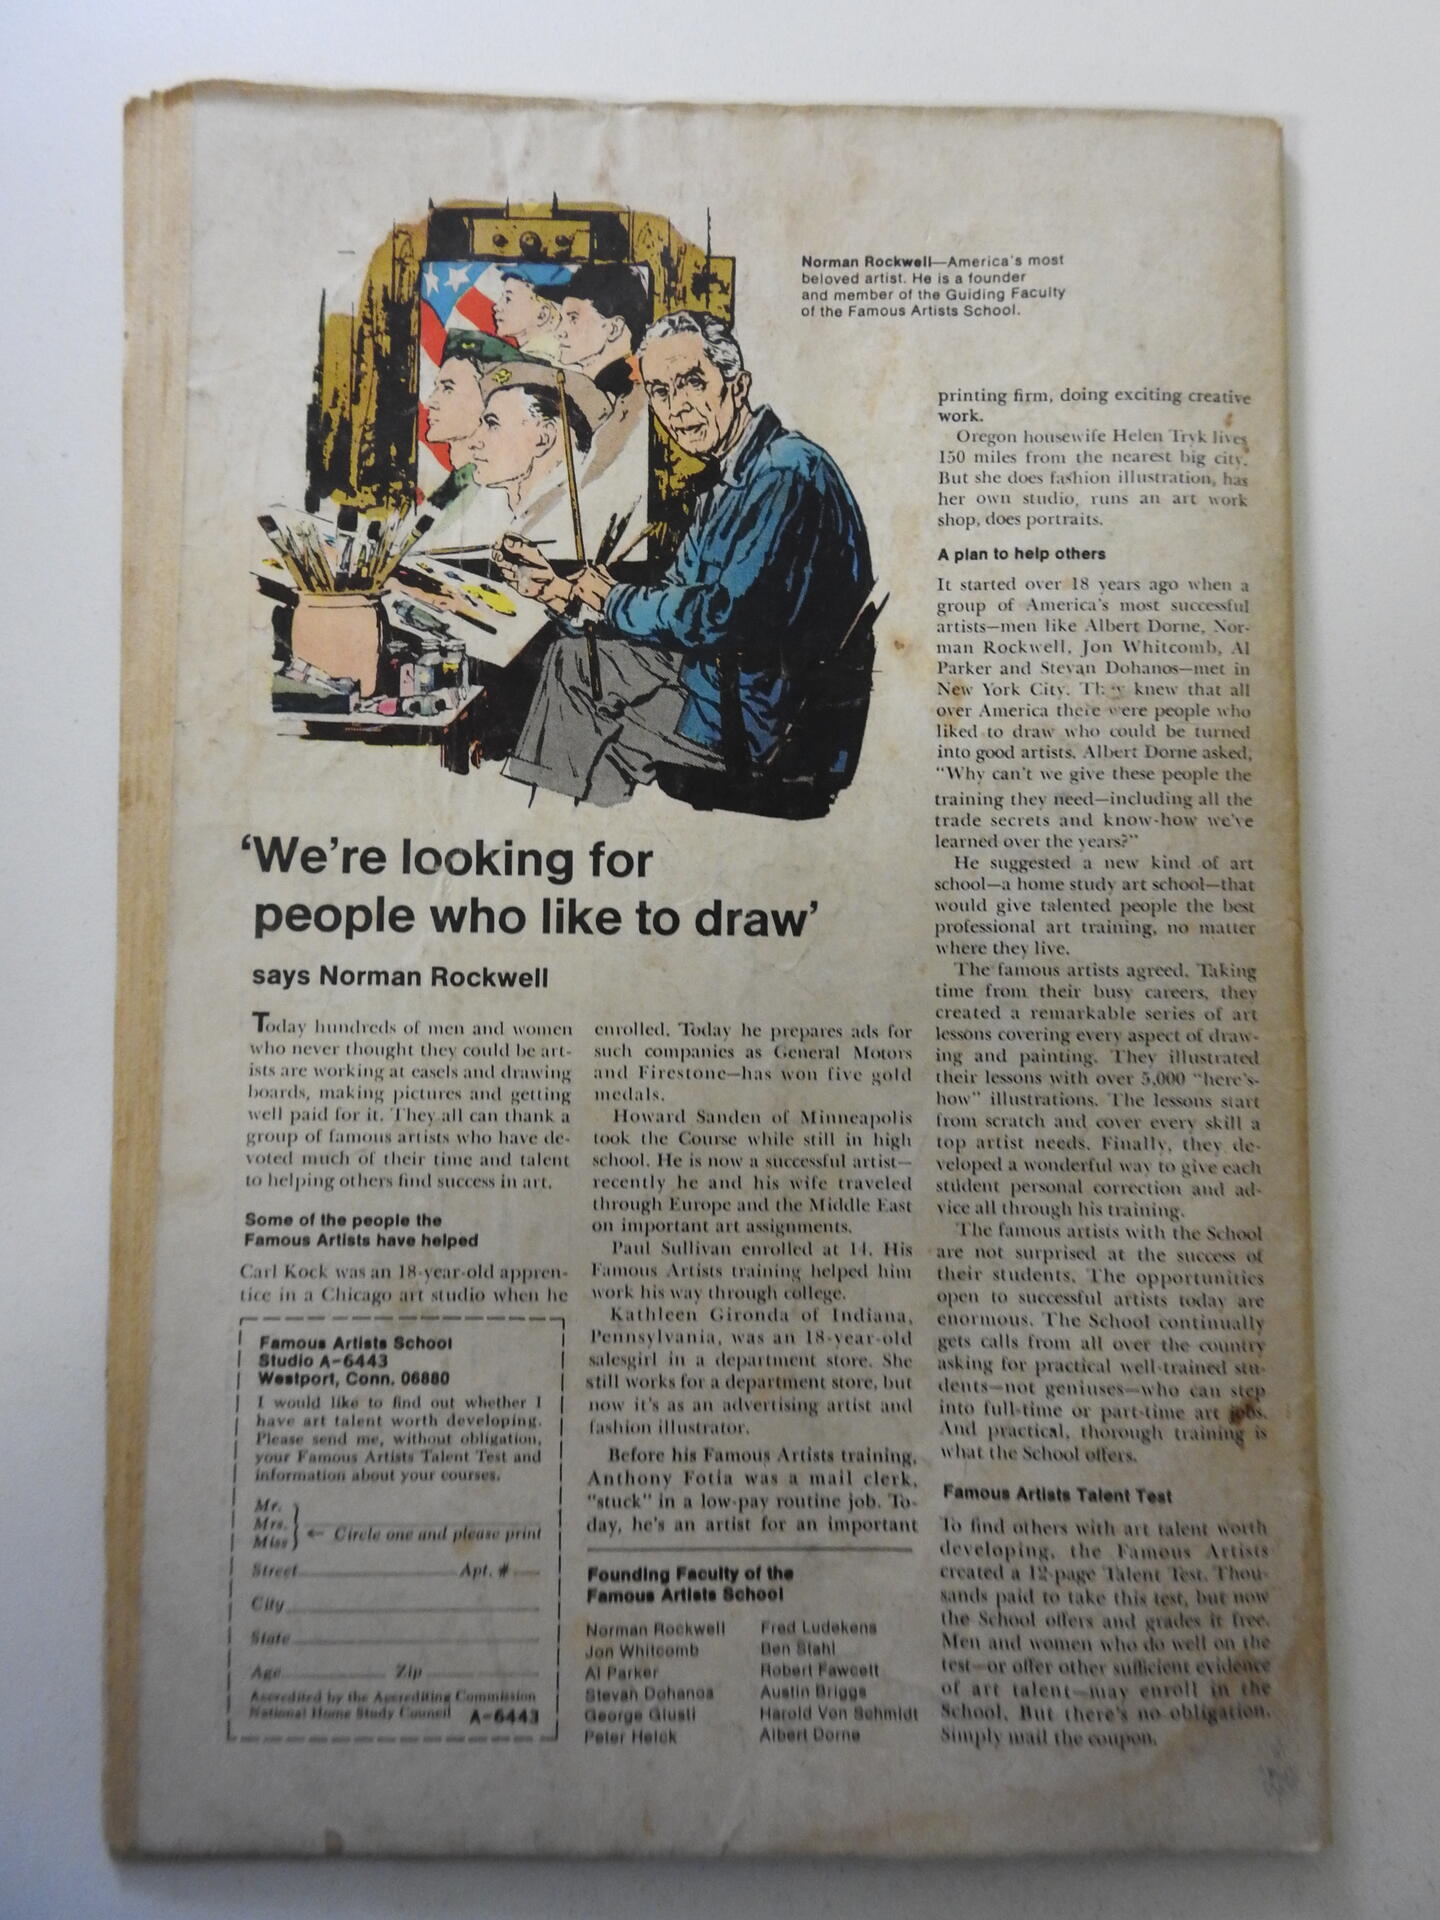 Norman Rockwell—America's most
beloved artist. He is a founder
and member of the Guiding Faculty
of the Famous Artists School.
'We're looking for
people who like to draw'
says Norman Rockwell
Today hundreds of men and women
who never thought they could be art-
ists are working at easels and drawing
boards, making pictures and getting
well paid for it. They all can thank a
group of famous artists who have de-
voted much of their time and talent
to helping others find success in art.
Some of the people the
Famous Artists have helped
Carl Kock was an 18-year-old appren-
tice in a Chicago art studio when he
enrolled. Today he prepares ads for
such companies as General Motors
and Firestone—has won five gold
medals.
Howard Sanden of Minneapolis
took the Course while still in high
school. He is now a successful artist—
recently he and his wife traveled
through Europe and the Middle East
on important art assignments.
Paul Sullivan enrolled at 14. His
Famous Artists training helped him
work his way through college.
Kathleen Gironda of Indiana,
Pennsylvania, was an 18-year-old
salesgirl in a department store. She
still works for a department store, but
now it's as an advertising artist and
fashion illustrator.
Before his Famous Artists training,
Anthony Fotia was a mail clerk,
"stuck" in a low-pay routine job. To-
day, he's an artist for an important
printing firm, doing exciting creative
work.
Oregon housewife Helen Tryk lives
150 miles from the nearest big city.
But she does fashion illustration, has
her own studio, runs an art work
shop, does portraits.
A plan to help others
It started over 18 years ago when a
group of America's most successful
artists—men like Albert Dorne, Nor-
man Rockwell, Jon Whitcomb, Al
Parker and Stevan Dohanos—met in
New York City. They knew that all
over America there were people who
liked to draw who could be turned
into good artists. Albert Dorne asked,
"Why can't we give these people the
training they need—including all the
trade secrets and know-how we've
learned over the years?"
He suggested a new kind of art
school—a home study art school—that
would give talented people the best
professional art training, no matter
where they live.
The famous artists agreed. Taking
time from their busy careers, they
created a remarkable series of art
lessons covering every aspect of draw-
ing and painting. They illustrated
their lessons with over 5,000 "here's-
how" illustrations. The lessons start
from scratch and cover every skill a
top artist needs. Finally, they de-
veloped a wonderful way to give each
student personal correction and ad-
vice all through his training.
The famous artists with the School
are not surprised at the success of
their students. The opportunities
open to successful artists today are
enormous. The School continually
gets calls from all over the country
asking for practical well-trained stu-
dents—not geniuses—who can step
into full-time or part-time art jobs.
And practical, thorough training is
what the School offers.
Famous Artists Talent Test
To find others with art talent worth
developing, the Famous Artists
created a 12-page Talent Test. Thou-
sands paid to take this test, but now
the School offers and grades it free.
Men and women who do well on the
test—or offer other sufficient evidence
of art talent—may enroll in the
School. But there's no obligation.
Simply mail the coupon.
Famous Artists School
Studio A-6443
Westport, Conn. 06880
I would like to find out whether I
have art talent worth developing.
Please send me, without obligation,
your Famous Artists Talent Test and
information about your courses.
Mr.
Mrs.
Miss
← Circle one and please print
Street Apt. #
City
State
Age Zip
Accredited by the Accrediting Commission
National Home Study Council A-6443
Founding Faculty of the
Famous Artists School
Norman Rockwell
Jon Whitcomb
Al Parker
Stevan Dohanos
George Giusti
Peter Helck
Fred Ludekens
Ben Stahl
Robert Fawcett
Austin Briggs
Harold Von Schmidt
Albert Dorne